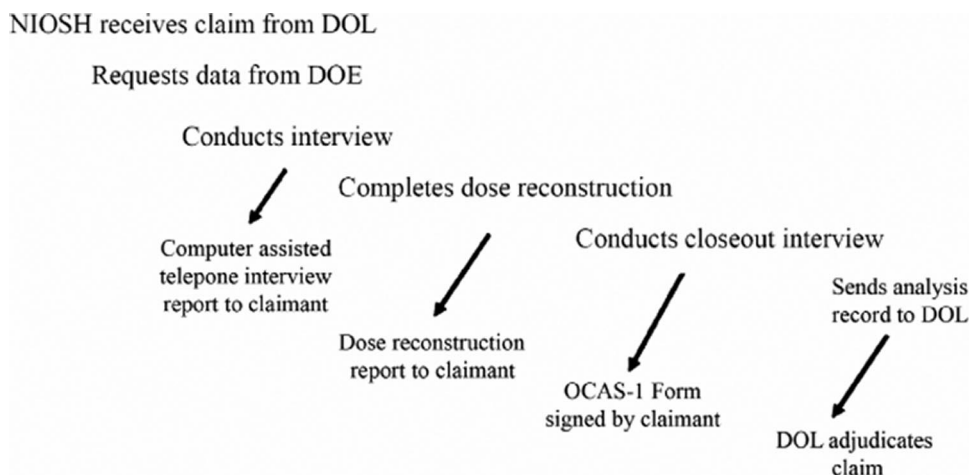 NIOSH receives claim from DOL
Requests data from DOE
Conducts interview
Completes dose reconstruction
Conducts closeout interview
Computer assisted
telepone interview
report to claimant
Sends analysis
record to DOL
Dose reconstruction
report to claimant
OCAS-1 Form
signed by claimant
DOL adjudicates
claim